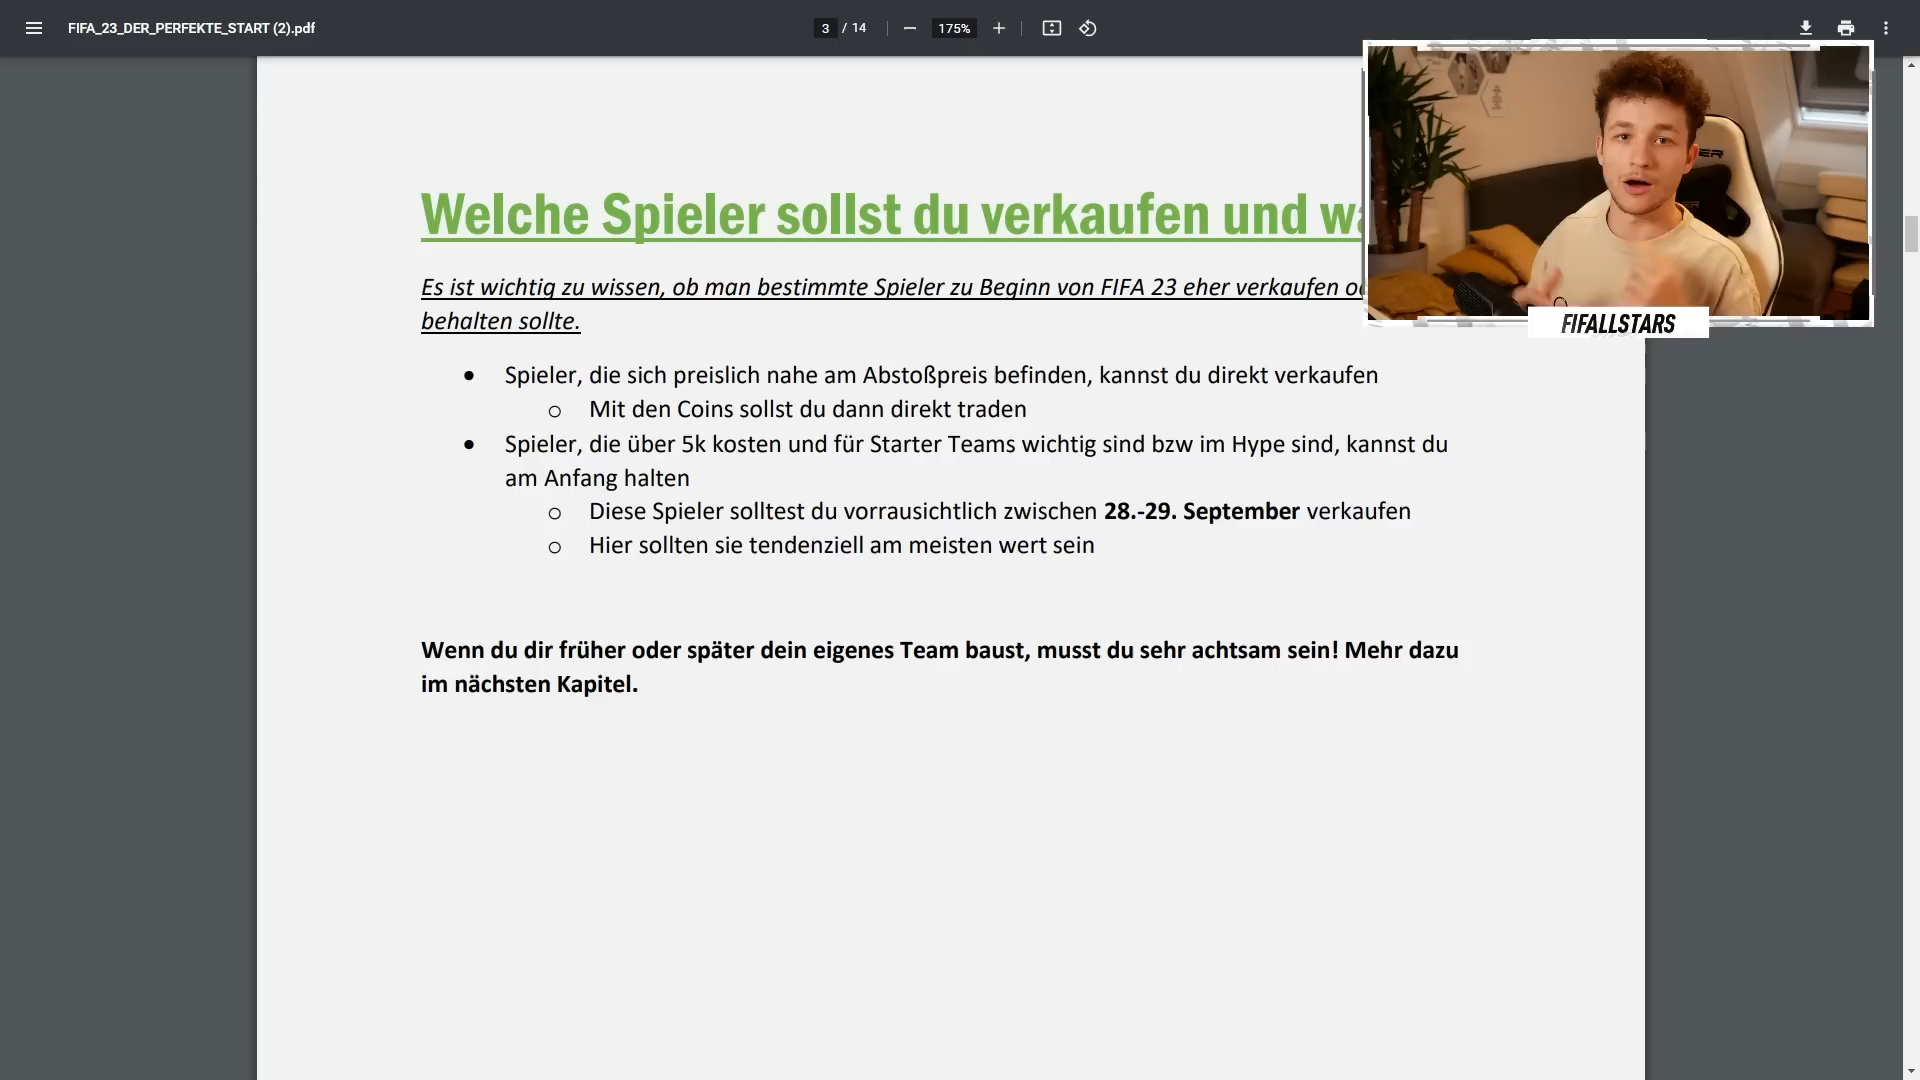 FIFA_23_DER_PERFEKTE_START (2).pdf
3 / 14
175%
Welche Spieler sollst du verkaufen und
Es ist wichtig zu wissen, ob man bestimmte Spieler zu Beginn von FIFA 23 eher verkaufen
behalten sollte.
Spieler, die sich preislich nahe am Abstoßpreis befinden, kannst du direkt verkaufen
Mit den Coins sollst du dann direkt traden
Spieler, die über 5k kosten und für Starter Teams wichtig sind bzw im Hype sind, kannst du
am Anfang halten
Diese Spieler solltest du vorrausichtlich zwischen 28.-29. September verkaufen
Hier sollten sie tendenziell am meisten wert sein
Wenn du dir früher oder später dein eigenes Team baust, musst du sehr achtsam sein! Mehr dazu
im nächsten Kapitel.
FIFALLSTARS